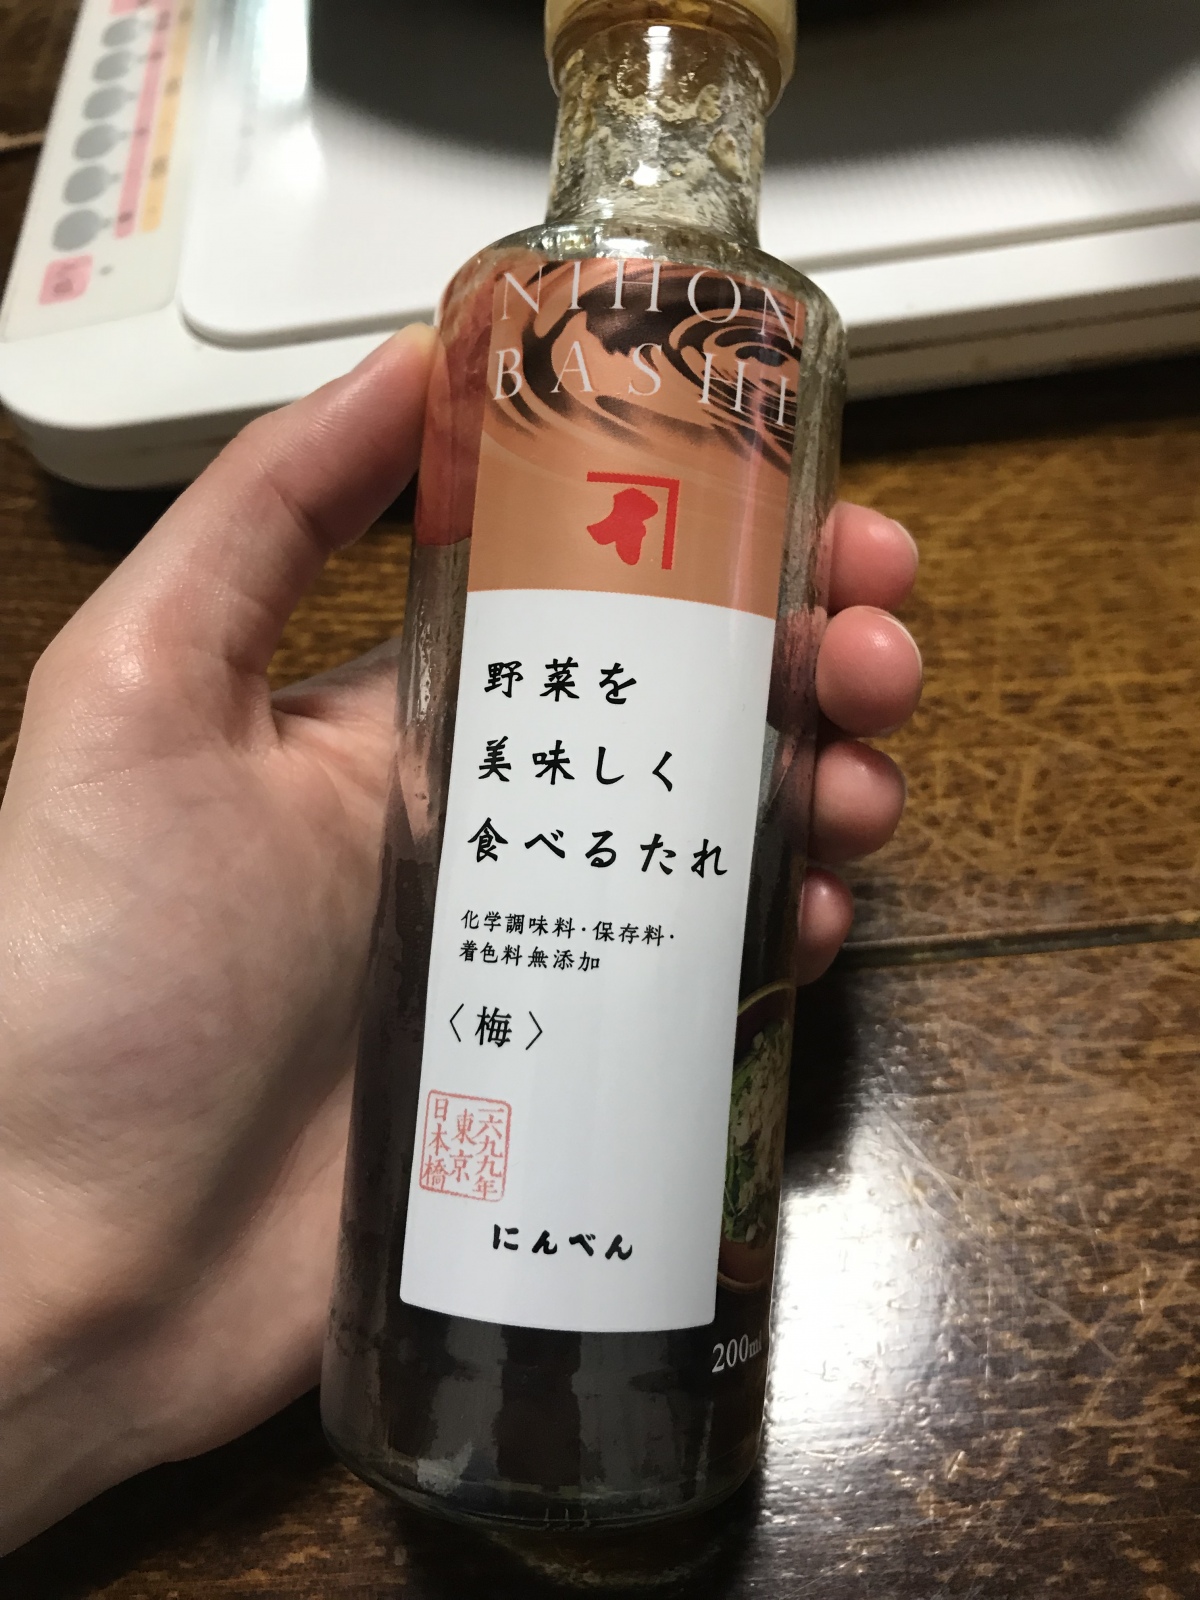 NIHON
BASHI
イ
野菜を
美味しく
食べるたれ
化学調味料・保存料・
着色料無添加
〈梅〉
一六九九年
東京
日本橋
にんべん
200ml